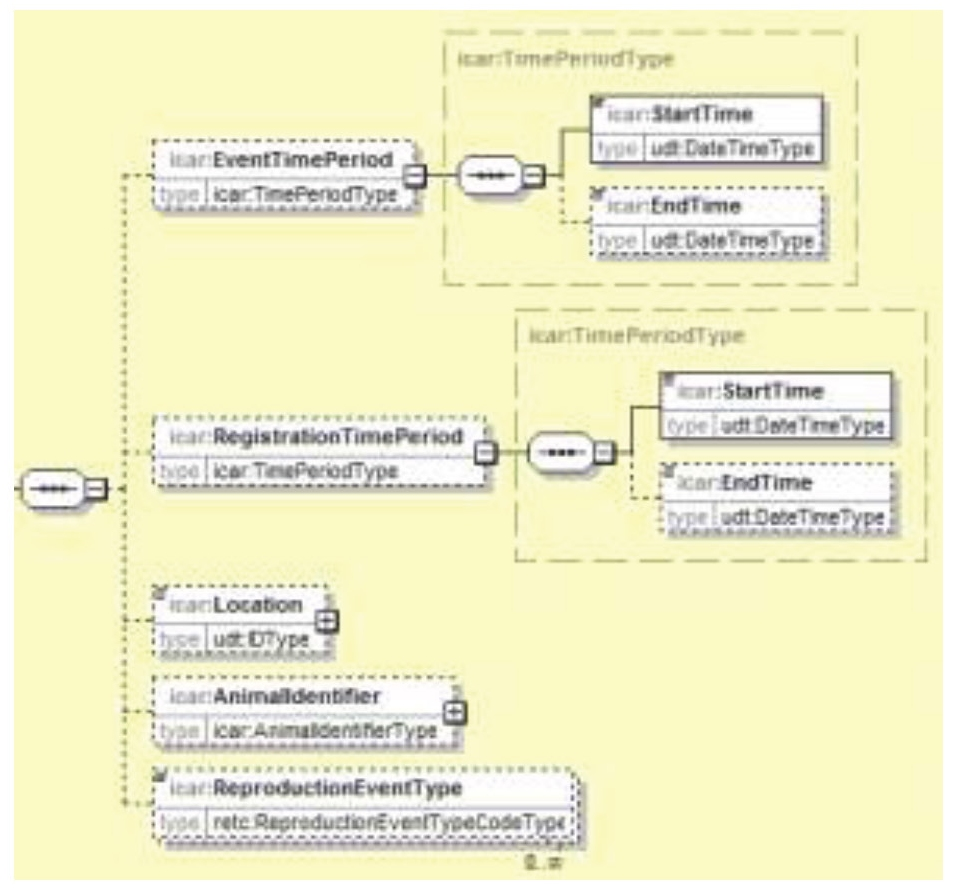 icar:TimePeriodType
icar:StartTime
type udt:DateTimeType
icar:EventTimePeriod
type icar:TimePeriodType
icar:EndTime
type udt:DateTimeType
icar:TimePeriodType
icar:StartTime
type udt:DateTimeType
icar:RegistrationTimePeriod
type icar:TimePeriodType
icar:EndTime
type udt:DateTimeType
icar:Location
type udt:IDType
icar:AnimalIdentifier
type icar:AnimalIdentifierType
icar:ReproductionEventType
type retc:ReproductionEventTypeCodeType
0..∞